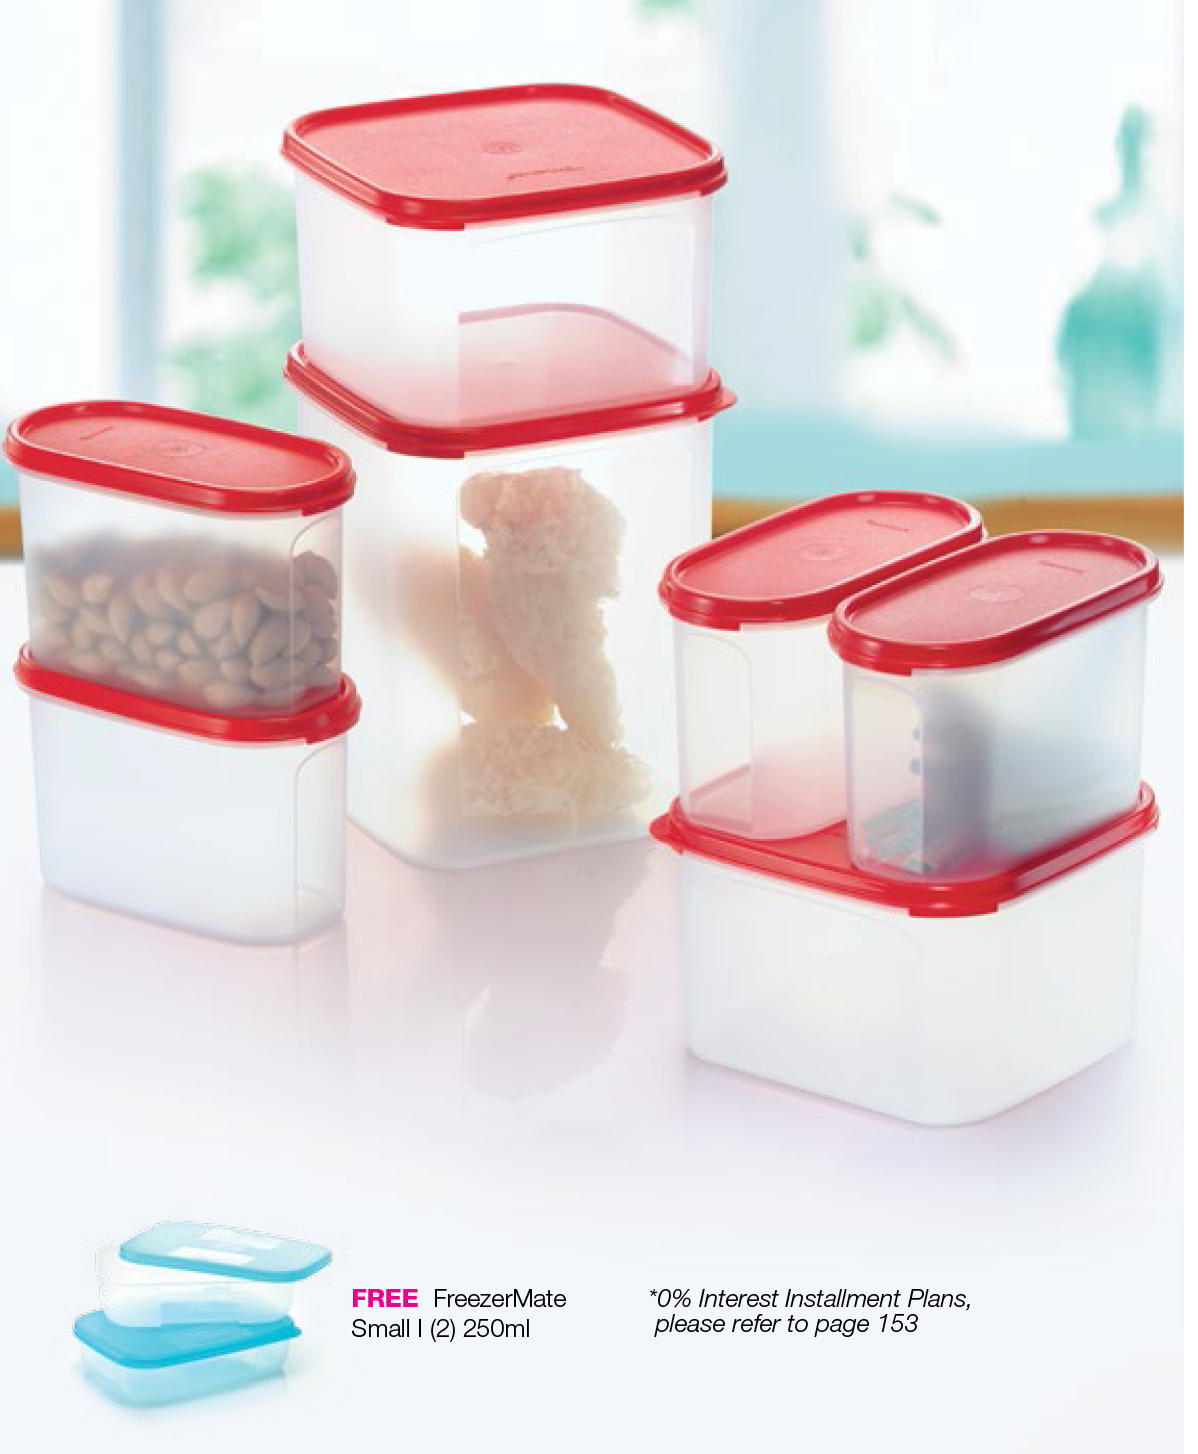 FREE FreezerMate
Small I (2) 250ml
*0% Interest Installment Plans,
please refer to page 153